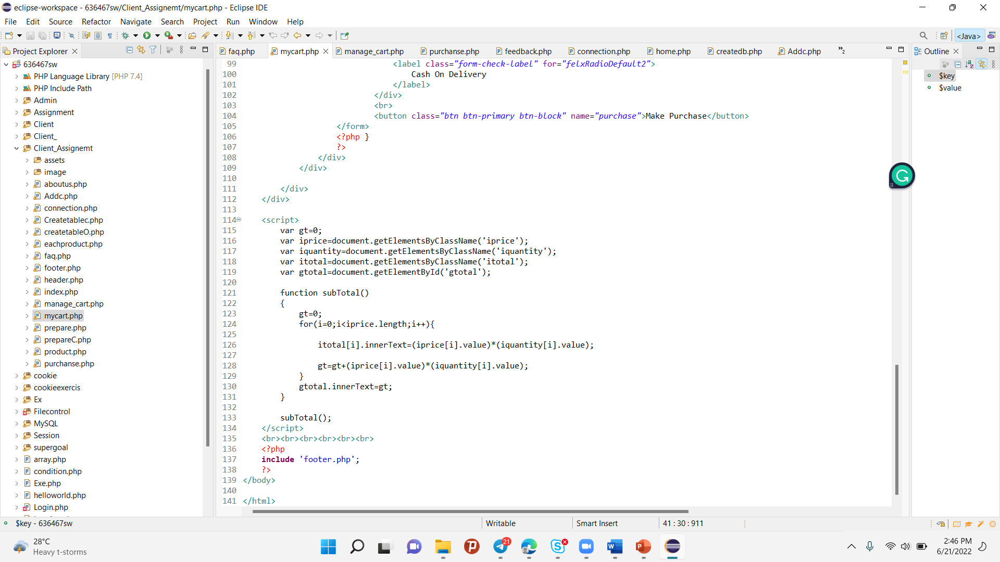 eclipse-workspace - 636467sw/Client_Assignemt/mycart.php - Eclipse IDE
File Edit Source Refactor Navigate Search Project Run Window Help
<Java>
Project Explorer
636467sw
PHP Language Library [PHP 7.4]
PHP Include Path
Admin
Assignment
Client
Client_
Client_Assignemt
assets
image
aboutus.php
Addc.php
connection.php
Createtablec.php
createtableO.php
eachproduct.php
faq.php
footer.php
header.php
index.php
manage_cart.php
mycart.php
prepare.php
prepareC.php
product.php
purchanse.php
cookie
cookieexercis
Ex
Filecontrol
MySQL
Session
supergoal
array.php
condition.php
Exe.php
helloworld.php
Login.php
faq.php mycart.php manage_cart.php purchanse.php feedback.php connection.php home.php createdb.php Addc.php »2
99 <label class="form-check-label" for="felxRadioDefault2">
100 Cash On Delivery
101 </label>
102 </div>
103 <br>
104 <button class="btn btn-primary btn-block" name="purchase">Make Purchase</button>
105 </form>
106 <?php }
107 ?>
108 </div>
109 </div>
110
111 </div>
112 </div>
113
114 <script>
115 var gt=0;
116 var iprice=document.getElementsByClassName('iprice');
117 var iquantity=document.getElementsByClassName('iquantity');
118 var itotal=document.getElementsByClassName('itotal');
119 var gtotal=document.getElementById('gtotal');
120
121 function subTotal()
122 {
123 gt=0;
124 for(i=0;i<iprice.length;i++){
125
126 itotal[i].innerText=(iprice[i].value)*(iquantity[i].value);
127
128 gt=gt+(iprice[i].value)*(iquantity[i].value);
129 }
130 gtotal.innerText=gt;
131 }
132
133 subTotal();
134 </script>
135 <br><br><br><br><br><br>
136 <?php
137 include 'footer.php';
138 ?>
139 </body>
140
141 </html>
Outline
$key
$value
$key - 636467sw
Writable
Smart Insert
41 : 30 : 911
28°C
Heavy t-storms
21
2:46 PM
6/21/2022